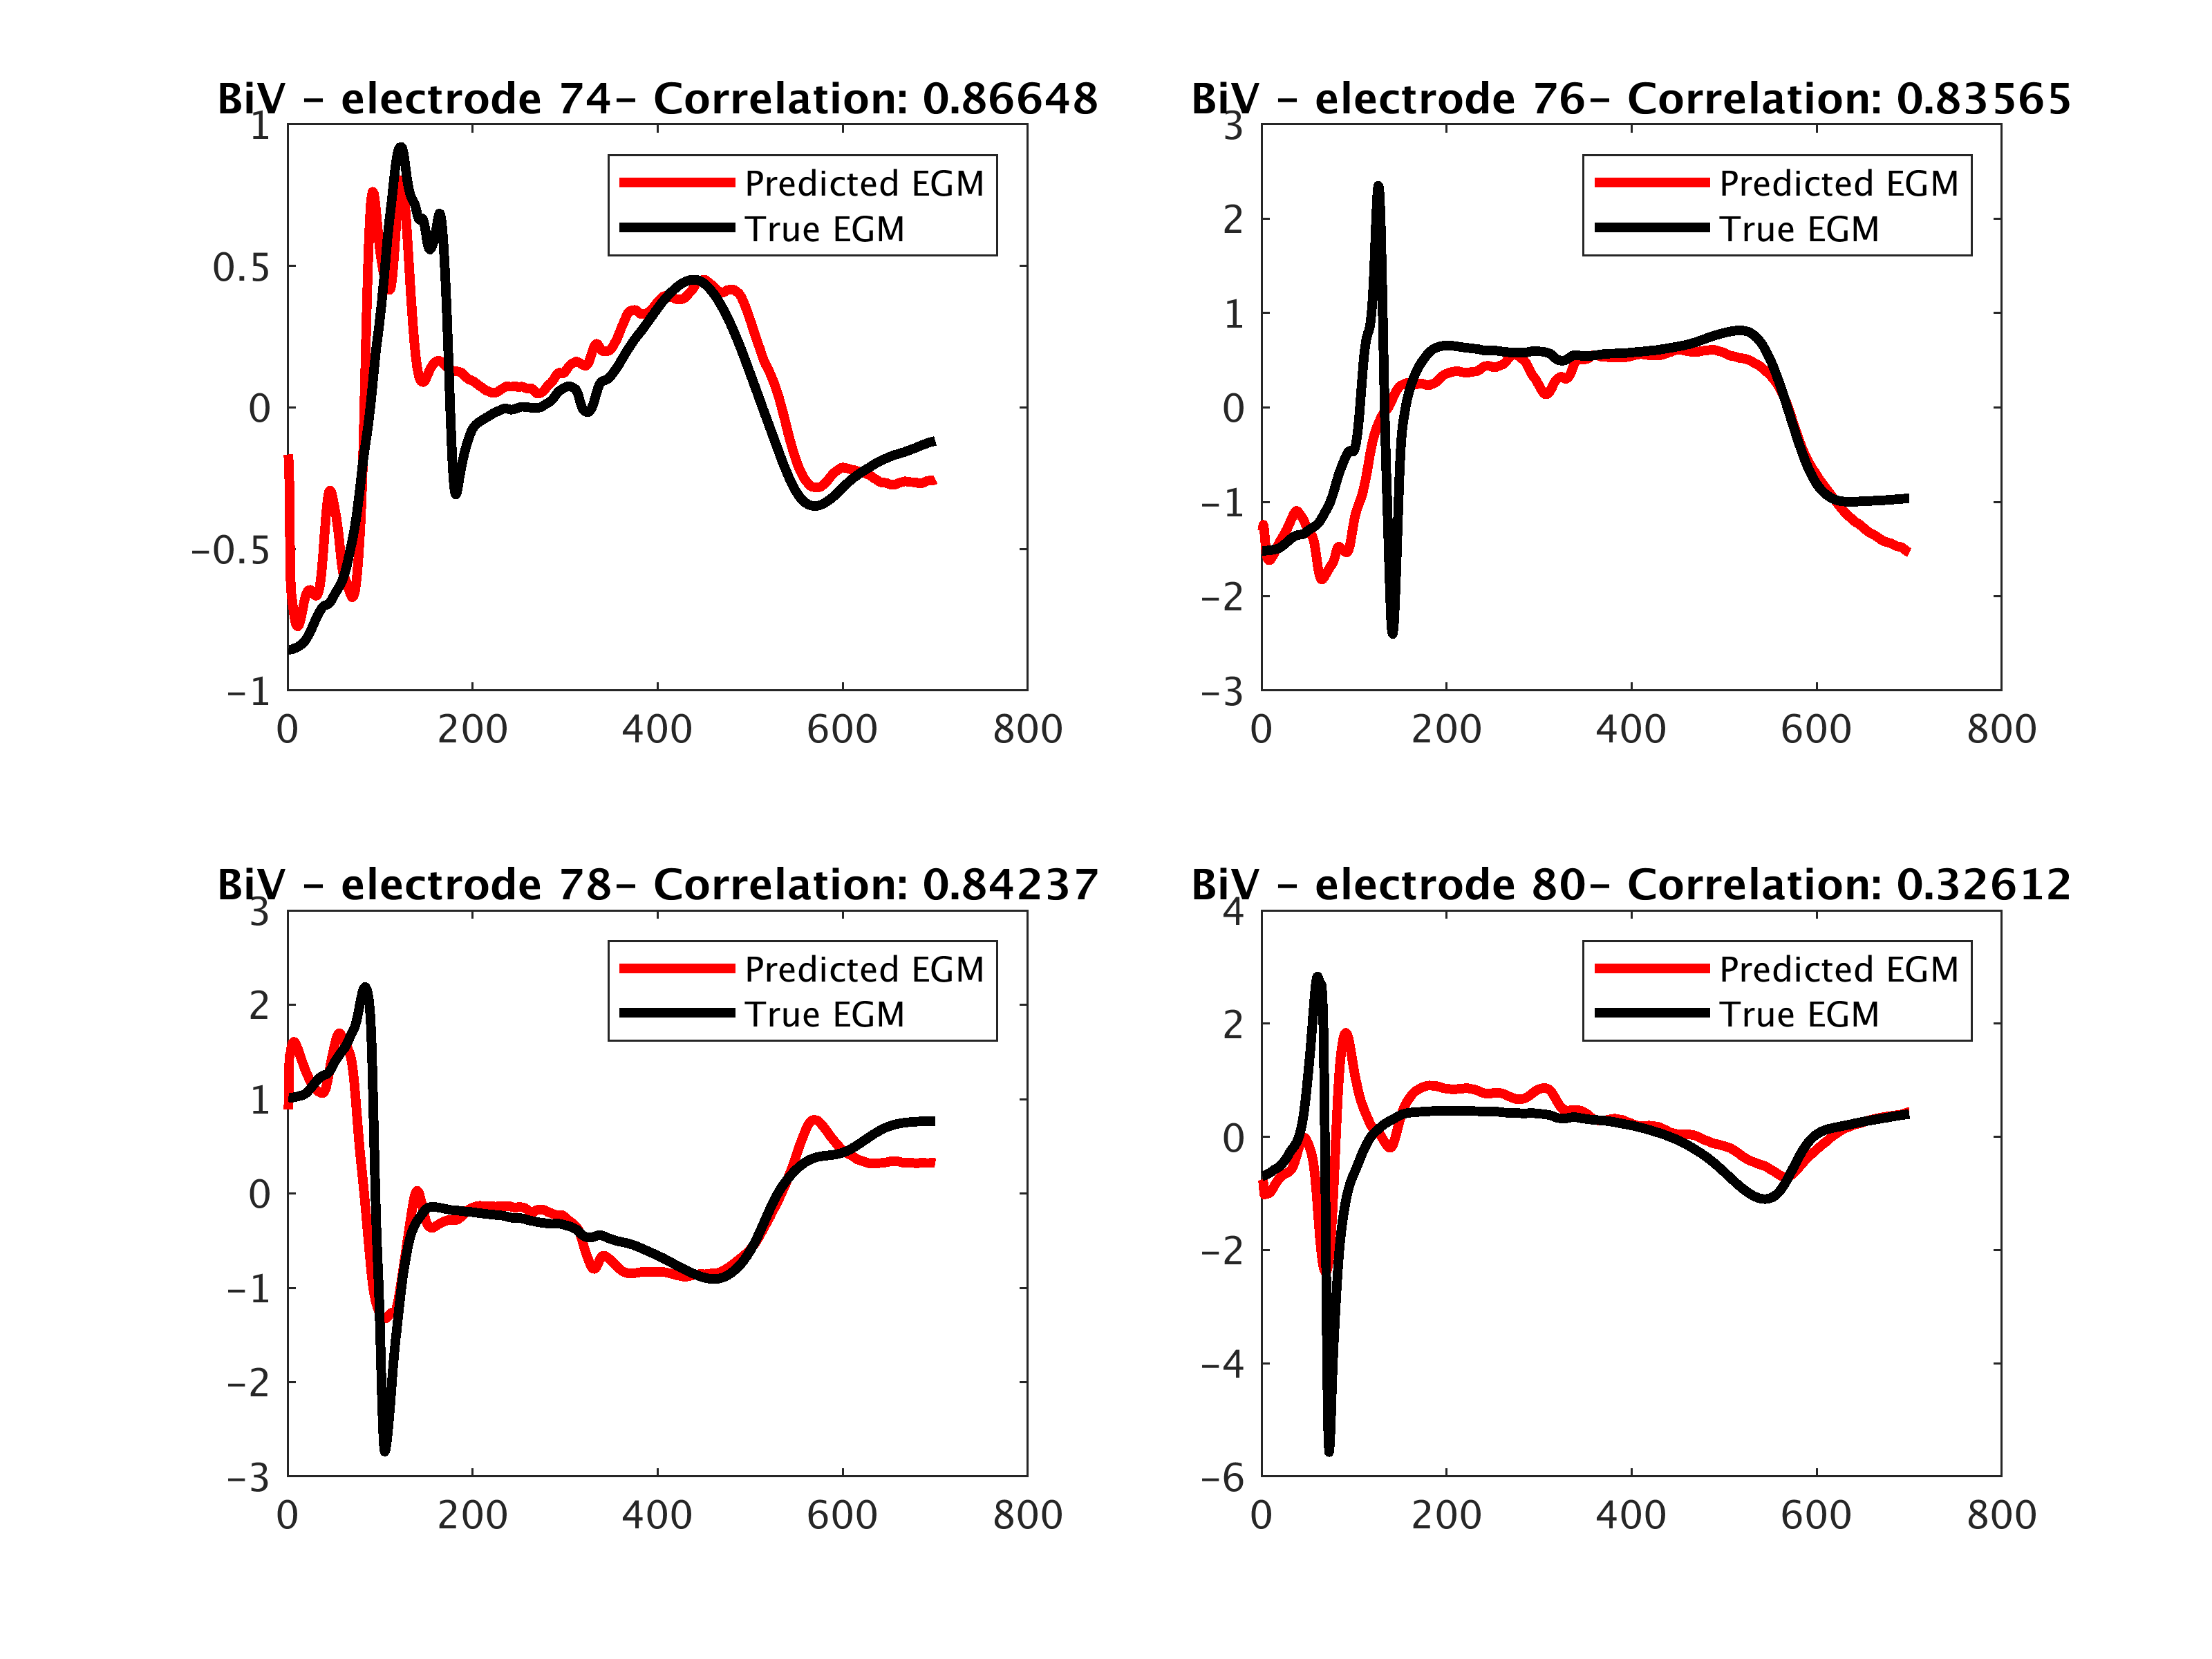 BiV – electrode 74– Correlation: 0.86648
1
0.5
0
−0.5
−1
0 200 400 600 800
Predicted EGM
True EGM
BiV – electrode 76– Correlation: 0.83565
3
2
1
0
−1
−2
−3
0 200 400 600 800
Predicted EGM
True EGM
BiV – electrode 78– Correlation: 0.84237
3
2
1
0
−1
−2
−3
0 200 400 600 800
Predicted EGM
True EGM
BiV – electrode 80– Correlation: 0.32612
4
2
0
−2
−4
−6
0 200 400 600 800
Predicted EGM
True EGM